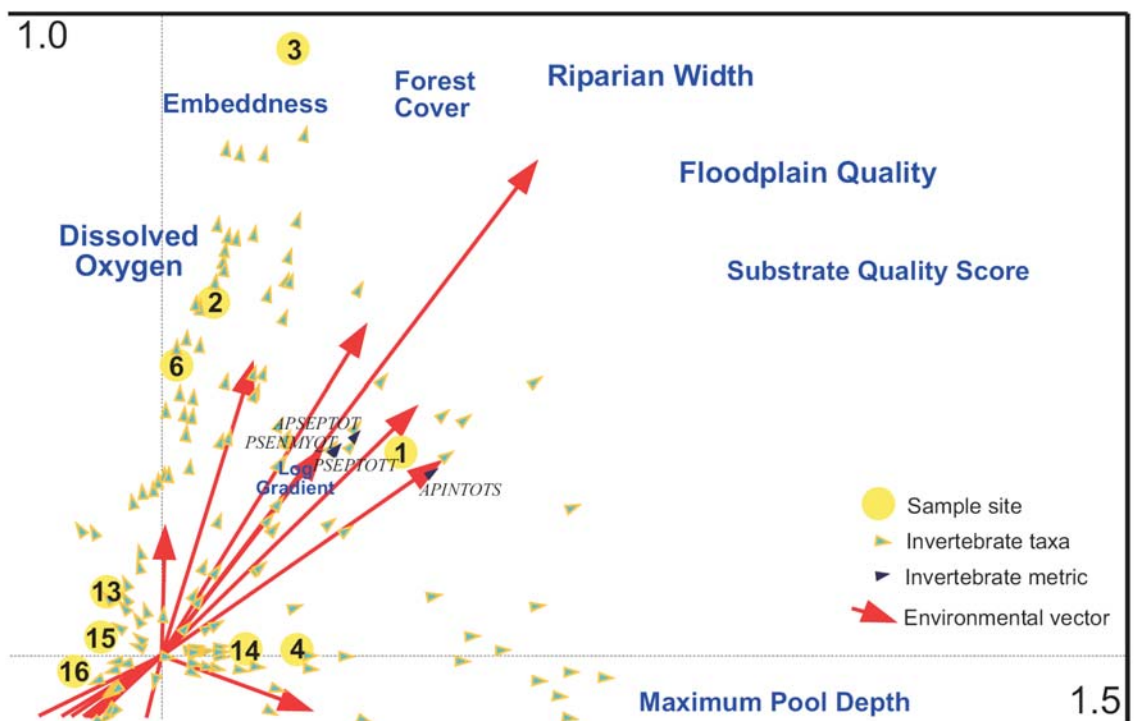 1.0
3
Embeddness
Forest
Cover
Riparian Width
Floodplain Quality
Dissolved
Oxygen
Substrate Quality Score
2
6
APSEPTOT
PSENMYOT
PSEPTOTT
1
Log
Gradient
APINTOTS
Sample site
Invertebrate taxa
Invertebrate metric
Environmental vector
13
15
14
4
16
Maximum Pool Depth
1.5